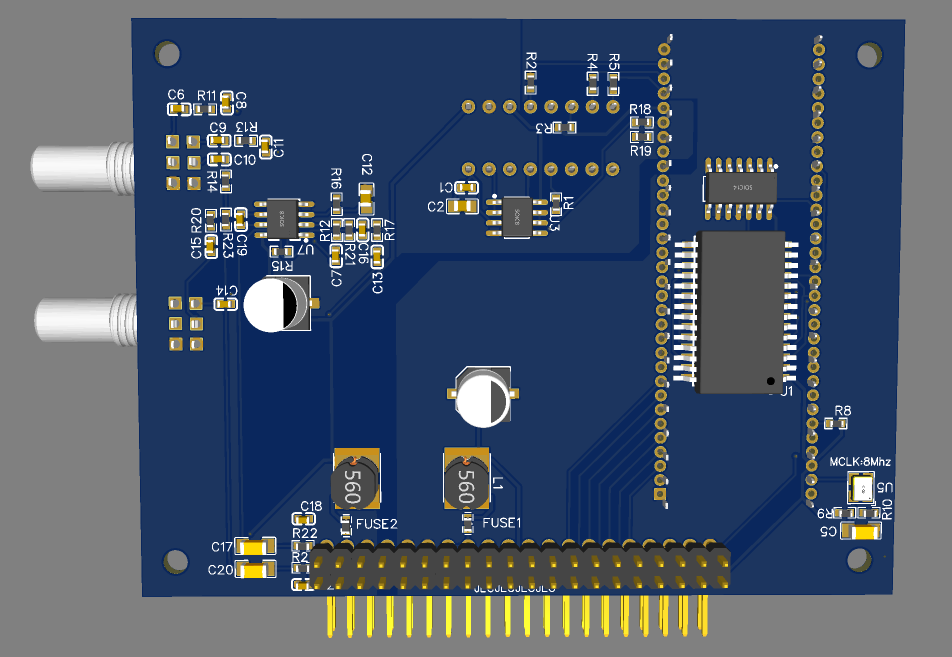 R2
R4
R5
C6
R11
C8
R18
R3
R19
C9
R13
C11
C10
R14
C1
R16
C12
C2
R1
U3
SOIC14
R20
R23
C19
C15
U7
R12
R21
C16
R17
R15
C7
C13
C14
U1
R8
MCLK:8Mhz
U5
560
560
L1
R9
R10
C5
C18
FUSE2
FUSE1
R22
C17
R2
C20